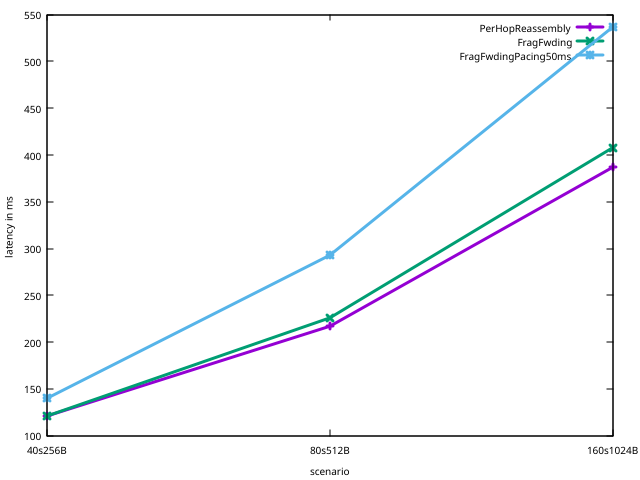 PerHopReassembly
FragFwding
FragFwdingPacing50ms
550
500
450
400
350
300
250
200
150
100
latency in ms
40s256B
80s512B
160s1024B
scenario